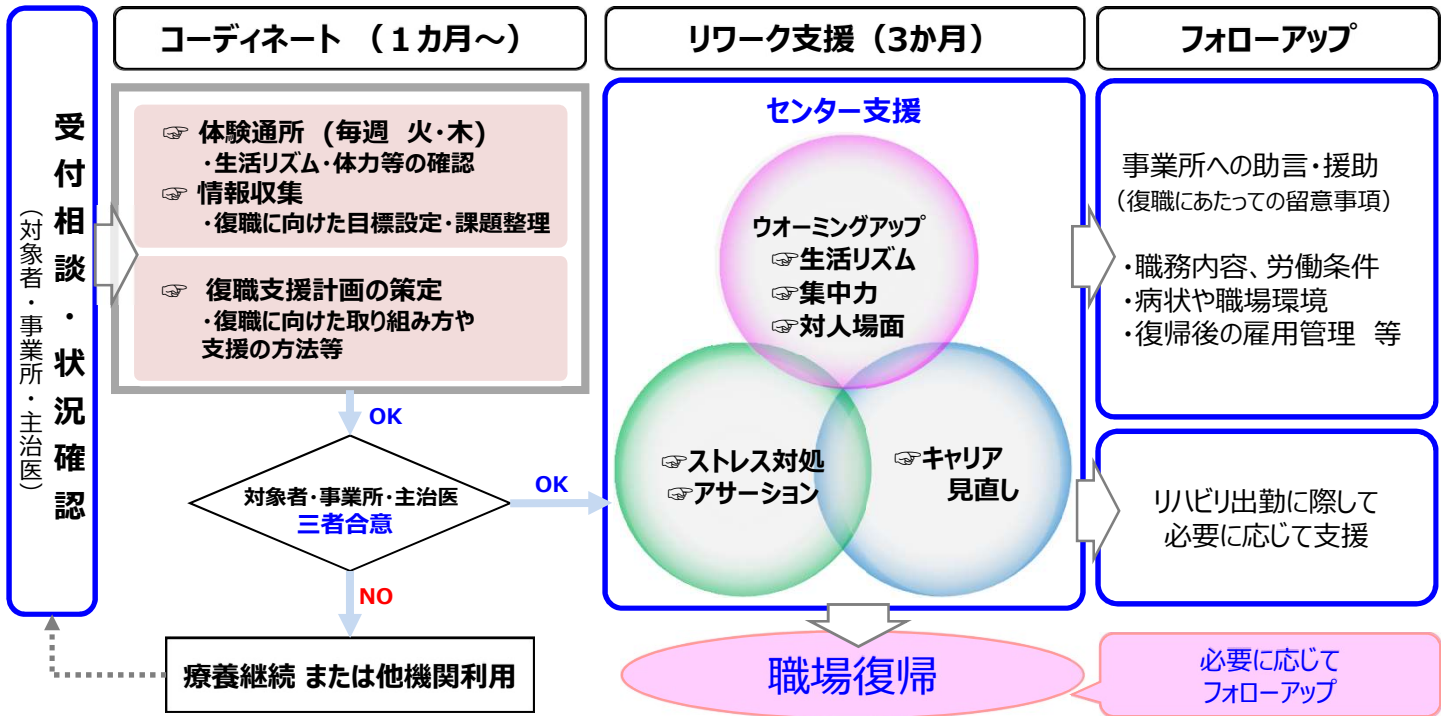 受付相談・状況確認
（対象者・事業所・主治医）
コーディネート （１カ月～）
☞ 体験通所 (毎週 火・木)
・生活リズム・体力等の確認
☞ 情報収集
・復職に向けた目標設定・課題整理
☞ 復職支援計画の策定
・復職に向けた取り組み方や
支援の方法等
OK
対象者・事業所・主治医
三者合意
OK
NO
療養継続 または他機関利用
リワーク支援（3か月）
センター支援
ウオーミングアップ
☞生活リズム
☞集中力
☞対人場面
☞ストレス対処
☞アサーション
☞キャリア
見直し
職場復帰
フォローアップ
事業所への助言・援助
（復職にあたっての留意事項）
・職務内容、労働条件
・病状や職場環境
・復帰後の雇用管理 等
リハビリ出勤に際して
必要に応じて支援
必要に応じて
フォローアップ